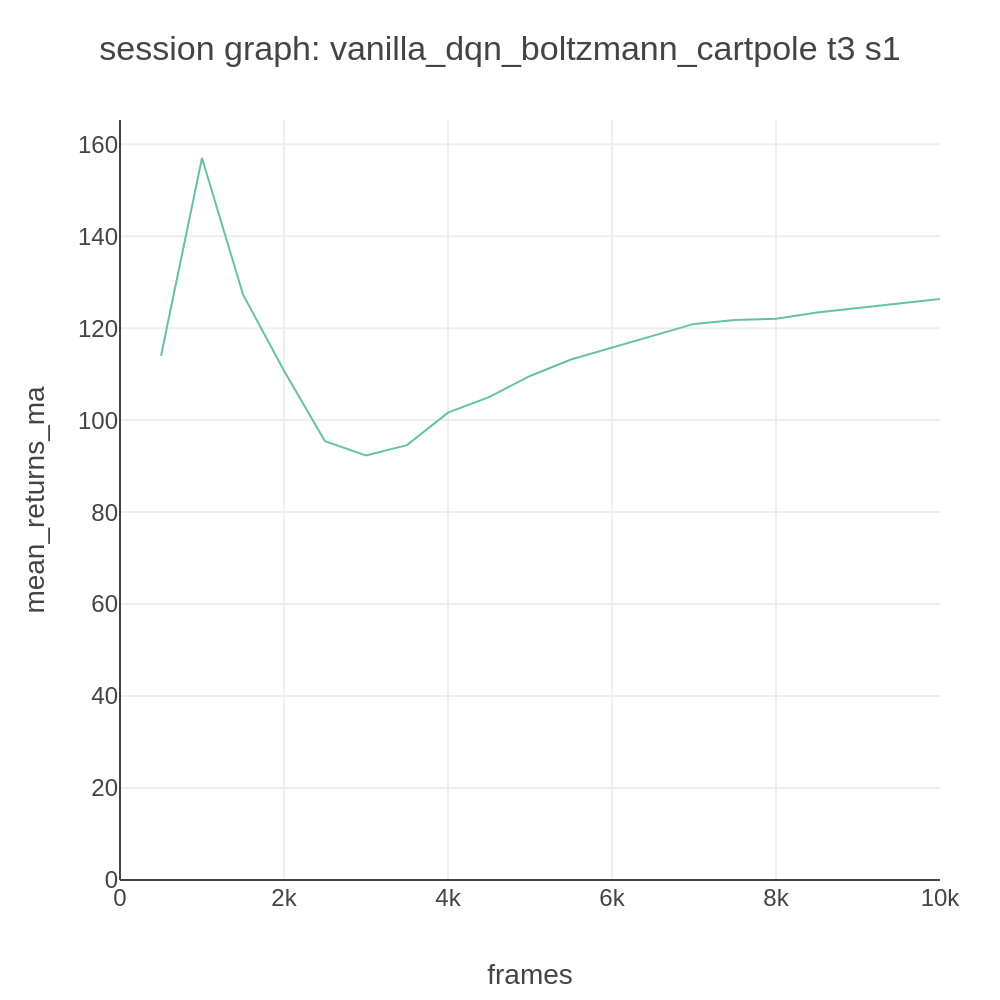 session graph: vanilla_dqn_boltzmann_cartpole t3 s1
mean_returns_ma
160
140
120
100
80
60
40
20
0
0 2k 4k 6k 8k 10k
frames